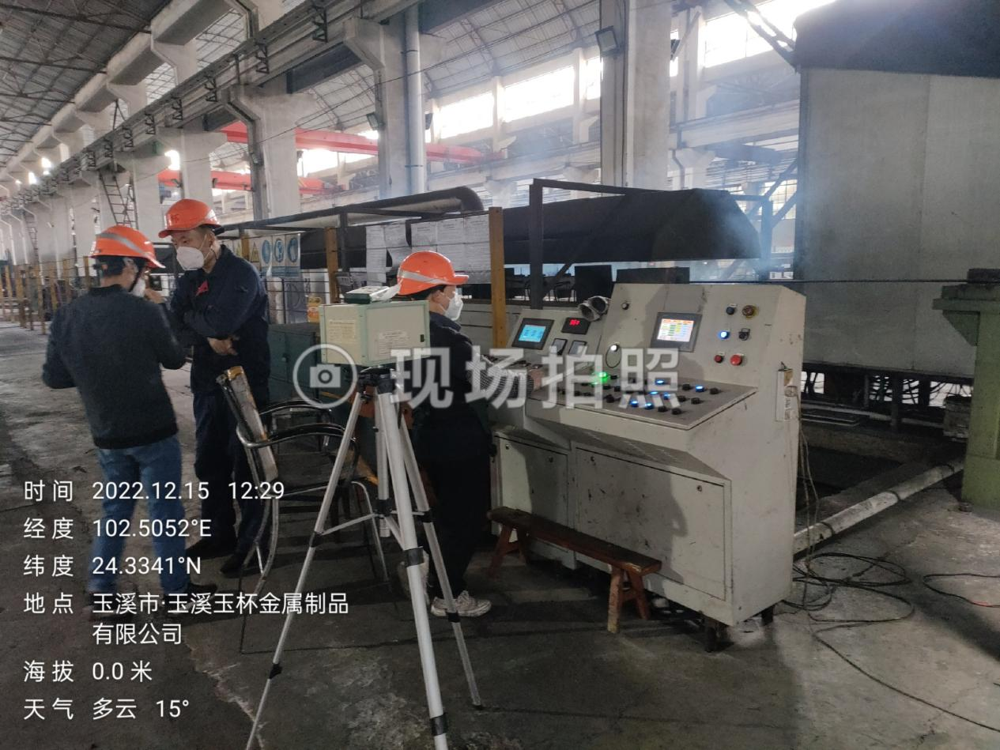 现场拍照
时间 2022.12.15 12:29
经度 102.5052°E
纬度 24.3341°N
地点 玉溪市·玉溪玉杯金属制品
有限公司
海拔 0.0 米
天气 多云 15°